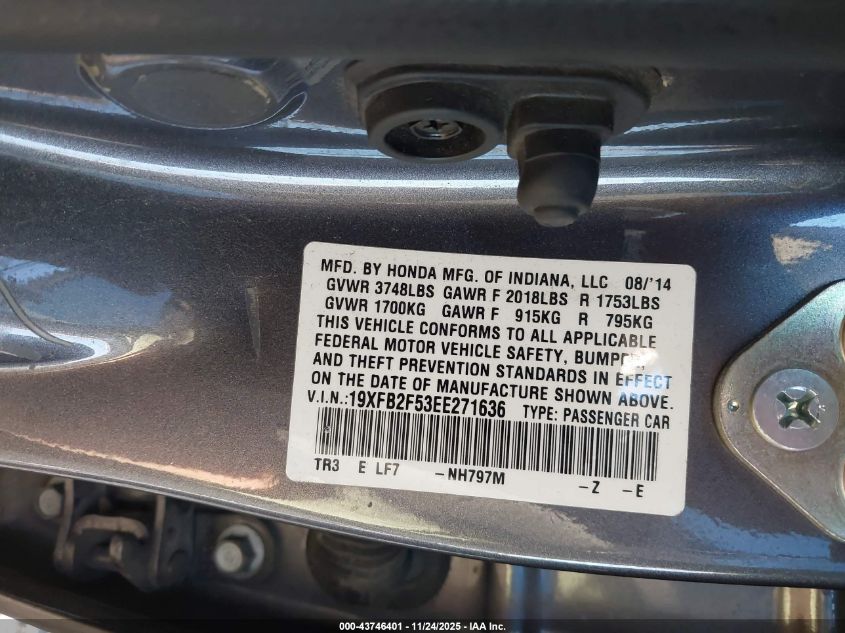 MFD. BY HONDA MFG. OF INDIANA, LLC 08/'14
GVWR 3748LBS GAWR F 2018LBS R 1753LBS
GVWR 1700KG GAWR F 915KG R 795KG
THIS VEHICLE CONFORMS TO ALL APPLICABLE
FEDERAL MOTOR VEHICLE SAFETY, BUMPER,
AND THEFT PREVENTION STANDARDS IN EFFECT
ON THE DATE OF MANUFACTURE SHOWN ABOVE.
V.I.N.:19XFB2F53EE271636 TYPE: PASSENGER CAR
TR3 E LF7 -NH797M -Z -E
000-43746401 - 11/24/2025 - IAA Inc.